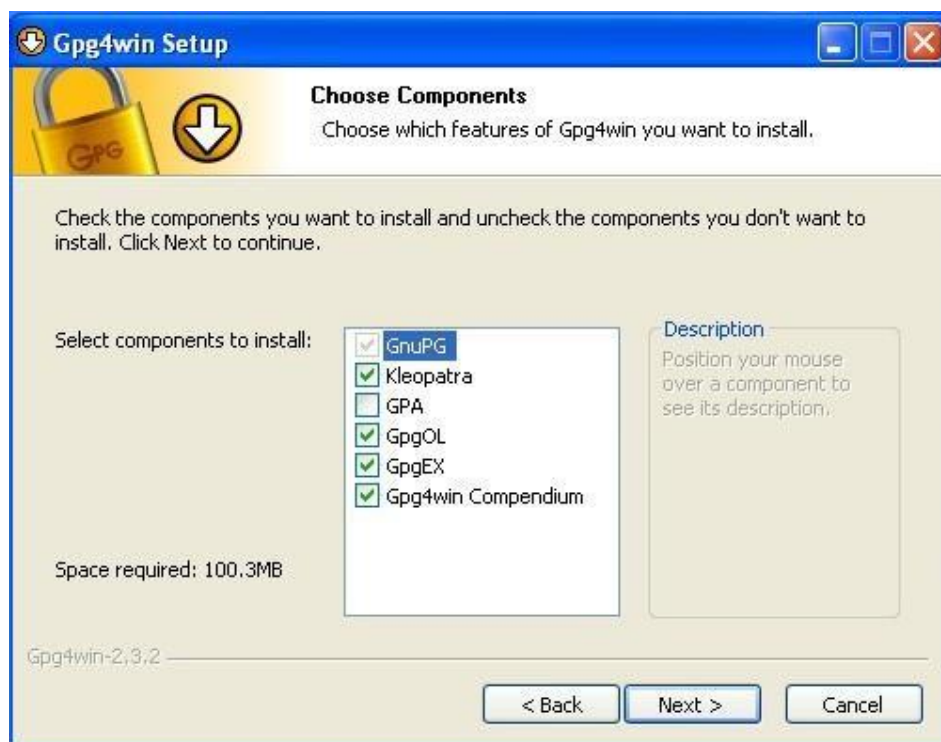 Gpg4win Setup
GPG
Choose Components
Choose which features of Gpg4win you want to install.
Check the components you want to install and uncheck the components you don't want to
install. Click Next to continue.
Select components to install:
GnuPG
Kleopatra
GPA
GpgOL
GpgEX
Gpg4win Compendium
Description
Position your mouse
over a component to
see its description.
Space required: 100.3MB
Gpg4win-2.3.2
< Back
Next >
Cancel